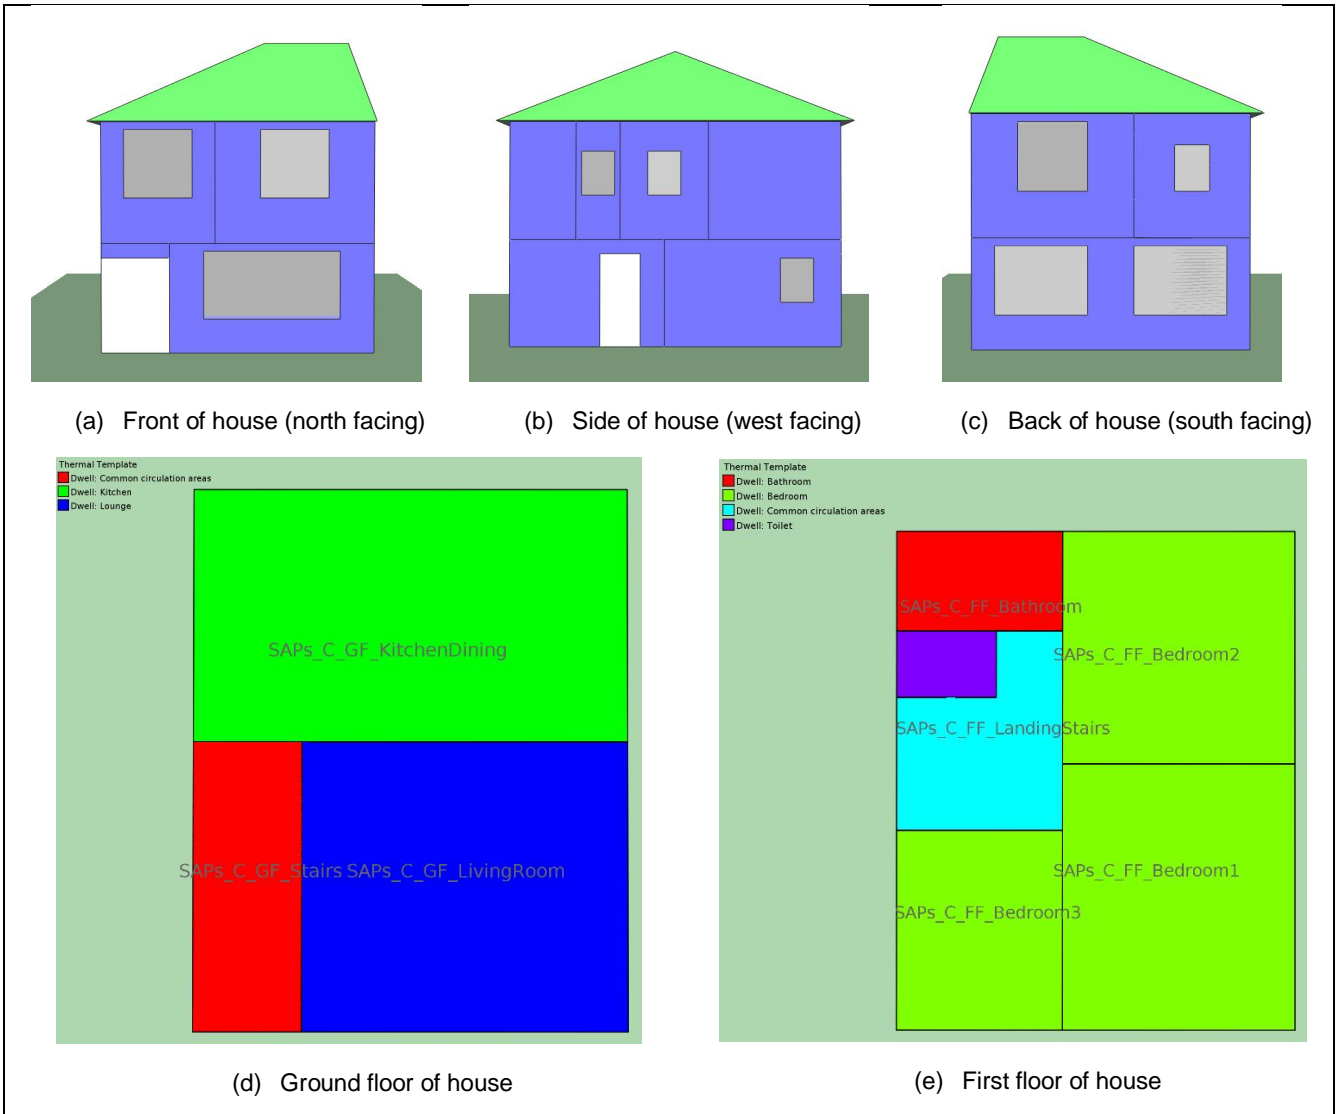 (a) Front of house (north facing)
(b) Side of house (west facing)
(c) Back of house (south facing)
Thermal Template
Dwell: Common circulation areas
Dwell: Kitchen
Dwell: Lounge
SAPs_C_GF_KitchenDining
SAPs_C_GF_Stairs
SAPs_C_GF_LivingRoom
(d) Ground floor of house
Thermal Template
Dwell: Bathroom
Dwell: Bedroom
Dwell: Common circulation areas
Dwell: Toilet
SAPs_C_FF_Bathroom
SAPs_C_FF_Bedroom2
SAPs_C_FF_LandingStairs
SAPs_C_FF_Bedroom1
SAPs_C_FF_Bedroom3
(e) First floor of house